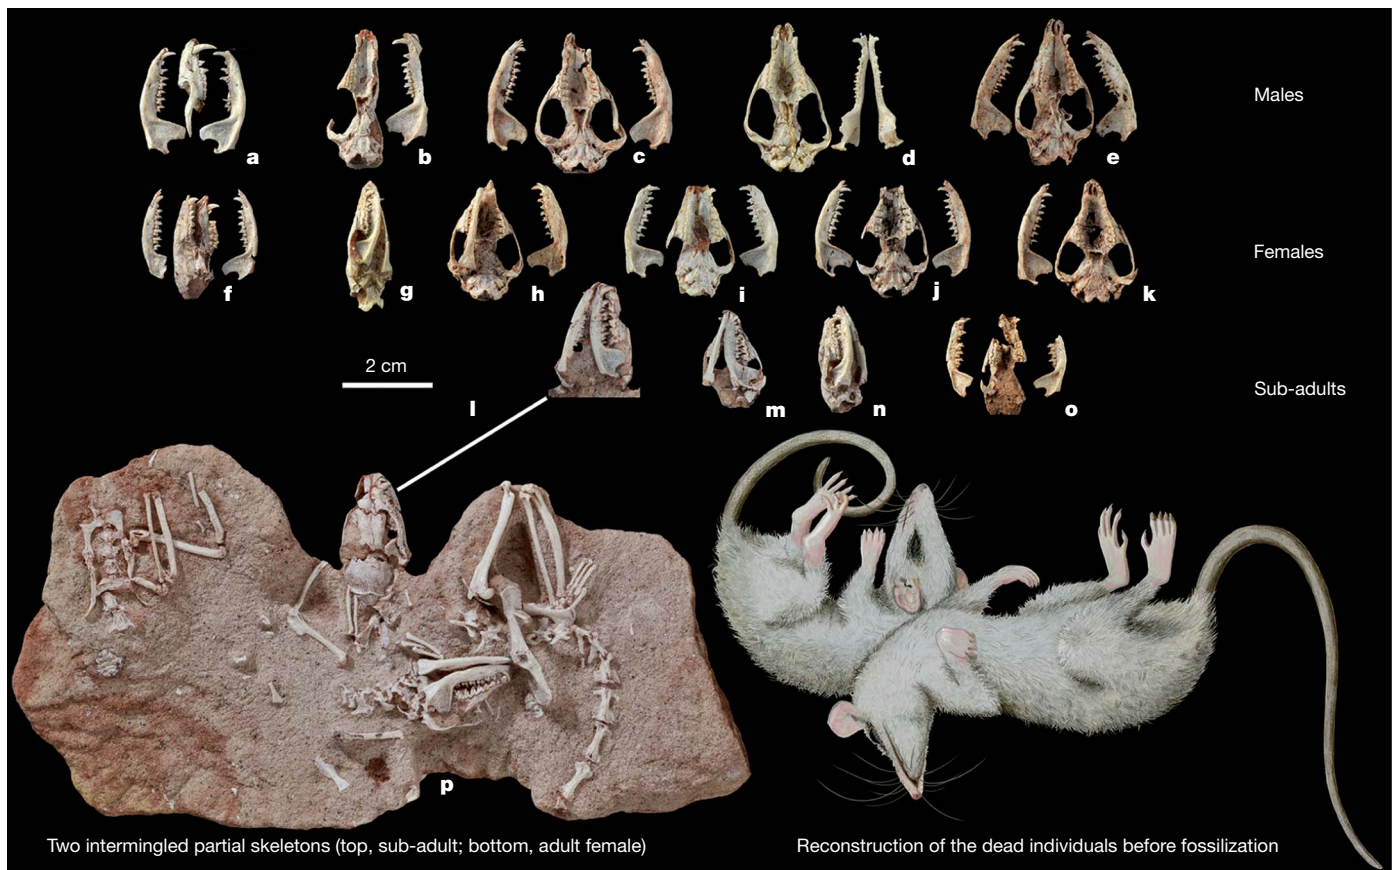 Males
a
b
c
d
e
Females
f
g
h
i
j
k
2 cm
Sub-adults
l
m
n
o
p
Two intermingled partial skeletons (top, sub-adult; bottom, adult female)
Reconstruction of the dead individuals before fossilization